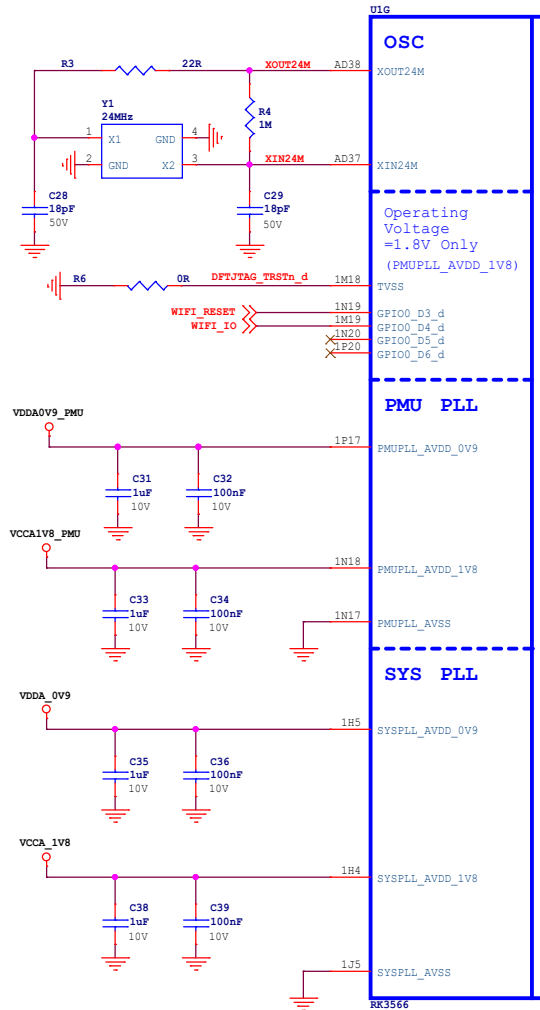 U1G
OSC
R3 22R XOUT24M AD38 XOUT24M
Y1
24MHz
R4
1M
1 X1 GND 4
2 GND X2 3 XIN24M AD37 XIN24M
C28
18pF
50V
C29
18pF
50V
Operating
Voltage
=1.8V Only
(PMUPLL_AVDD_1V8)
R6 0R DFTJTAG_TRSTn_d 1M18 TVSS
WIFI_RESET 1N19 GPIO0_D3_d
WIFI_IO 1M19 GPIO0_D4_d
1N20 GPIO0_D5_d
1P20 GPIO0_D6_d
PMU PLL
VDDA0V9_PMU
1P17 PMUPLL_AVDD_0V9
C31
1uF
10V
C32
100nF
10V
VCCA1V8_PMU
1N18 PMUPLL_AVDD_1V8
C33
1uF
10V
C34
100nF
10V
1N17 PMUPLL_AVSS
SYS PLL
VDDA_0V9
1H5 SYSPLL_AVDD_0V9
C35
1uF
10V
C36
100nF
10V
VCCA_1V8
1H4 SYSPLL_AVDD_1V8
C38
1uF
10V
C39
100nF
10V
1J5 SYSPLL_AVSS
RK3566